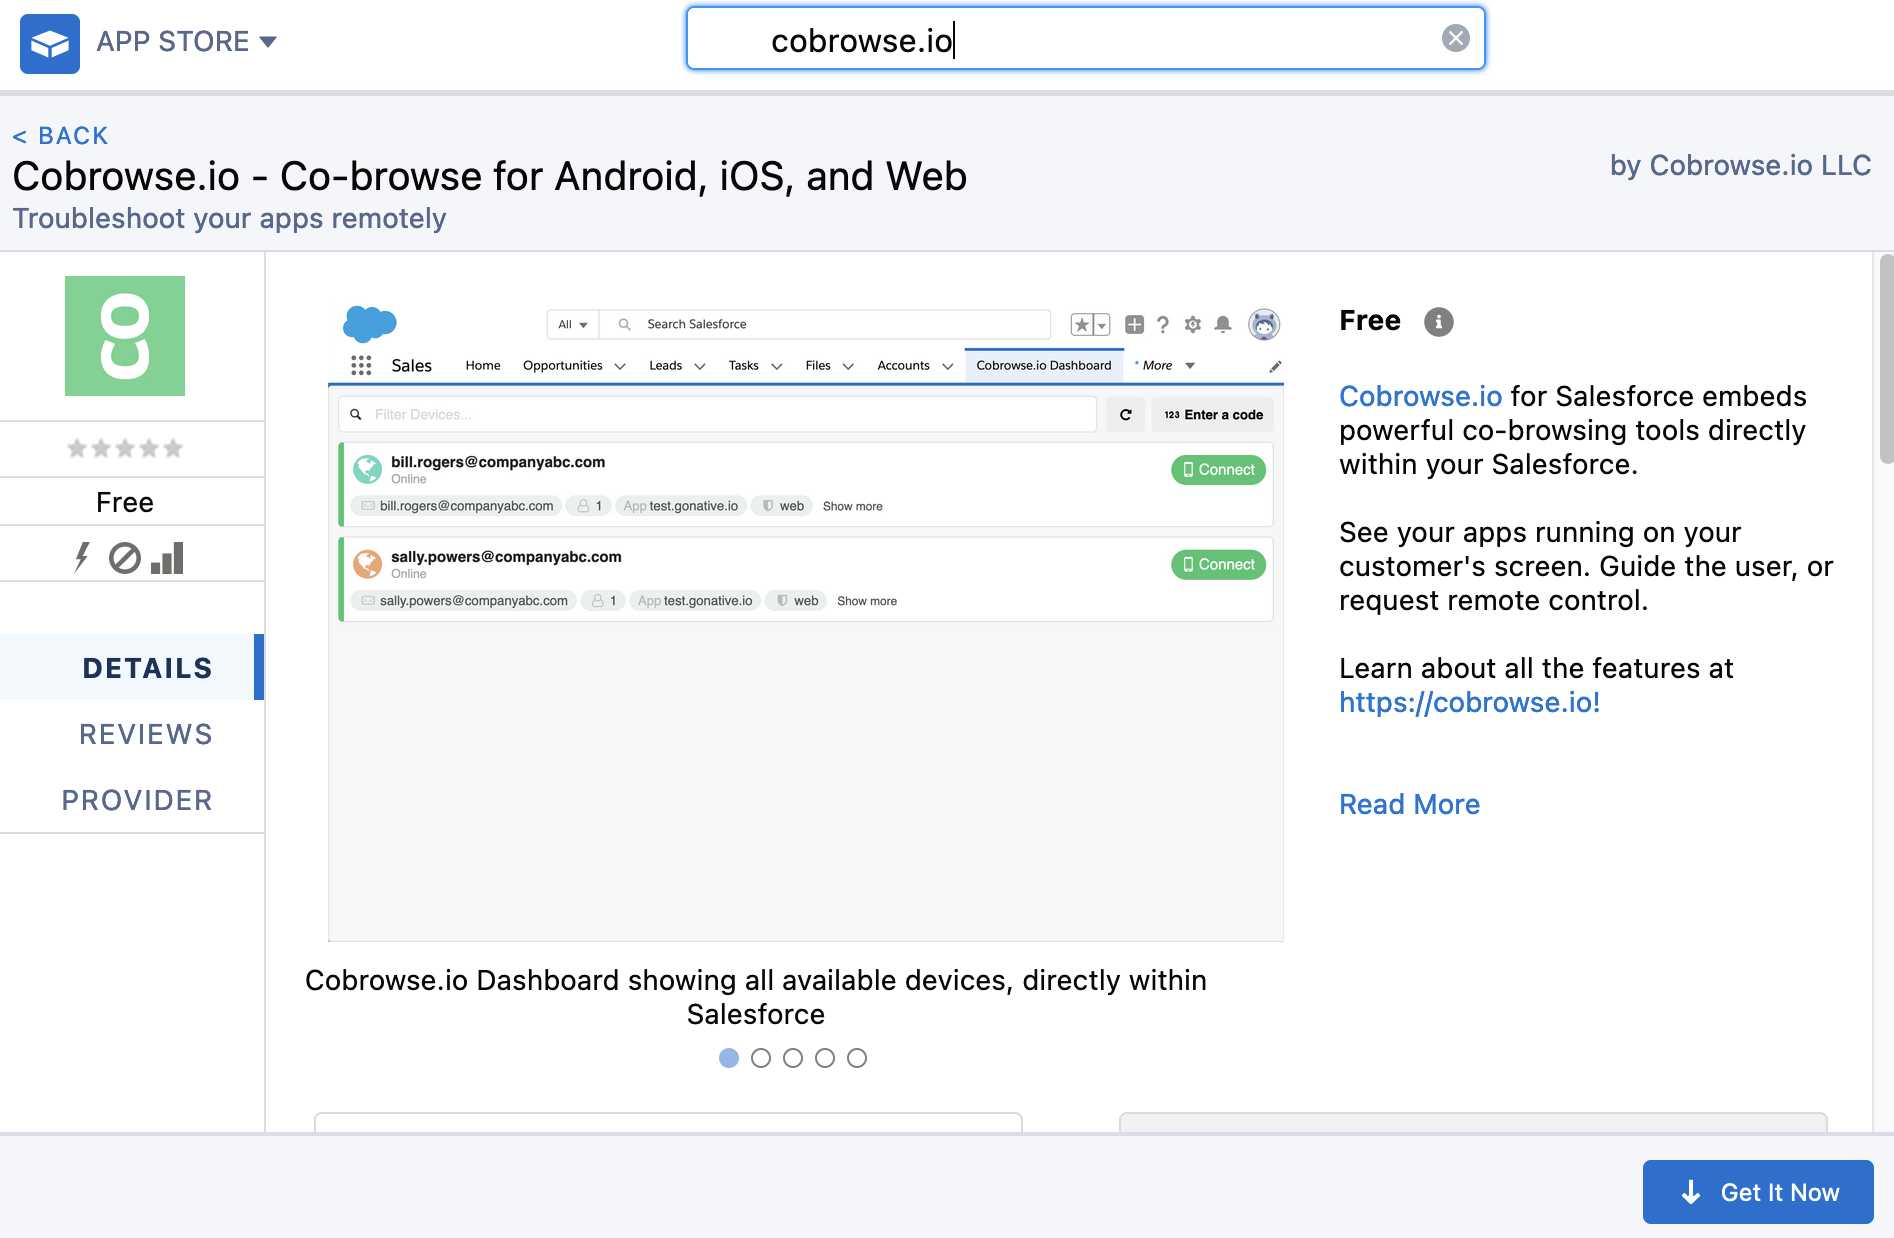 APP STORE
cobrowse.io
< BACK
Cobrowse.io - Co-browse for Android, iOS, and Web
by Cobrowse.io LLC
Troubleshoot your apps remotely
Free
DETAILS
REVIEWS
PROVIDER
All
Search Salesforce
Sales
Home
Opportunities
Leads
Tasks
Files
Accounts
Cobrowse.io Dashboard
* More
Filter Devices...
123 Enter a code
bill.rogers@companyabc.com
Online
Connect
bill.rogers@companyabc.com
1
App test.gonative.io
web
Show more
sally.powers@companyabc.com
Online
Connect
sally.powers@companyabc.com
1
App test.gonative.io
web
Show more
Cobrowse.io Dashboard showing all available devices, directly within
Salesforce
Free
Cobrowse.io for Salesforce embeds
powerful co-browsing tools directly
within your Salesforce.
See your apps running on your
customer's screen. Guide the user, or
request remote control.
Learn about all the features at
https://cobrowse.io!
Read More
Get It Now